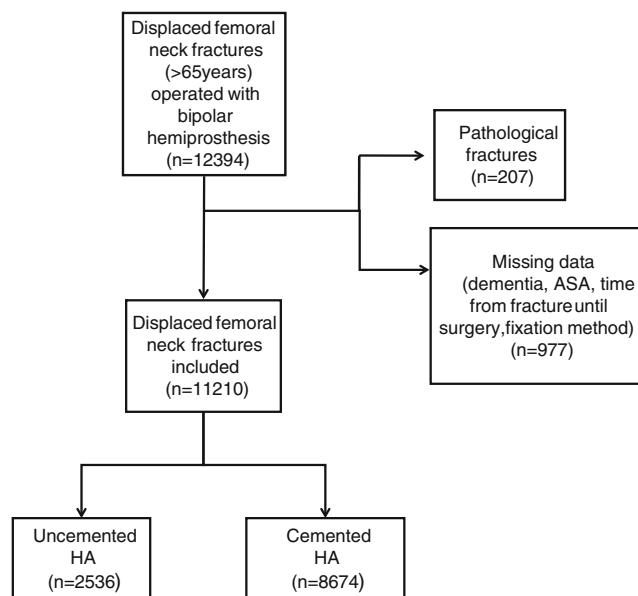 Displaced femoral
neck fractures
(>65years)
operated with
bipolar
hemiprosthesis
(n=12394)
Pathological
fractures
(n=207)
Missing data
(dementia, ASA, time
from fracture until
surgery,fixation method)
(n=977)
Displaced femoral
neck fractures
included
(n=11210)
Uncemented
HA
(n=2536)
Cemented
HA
(n=8674)